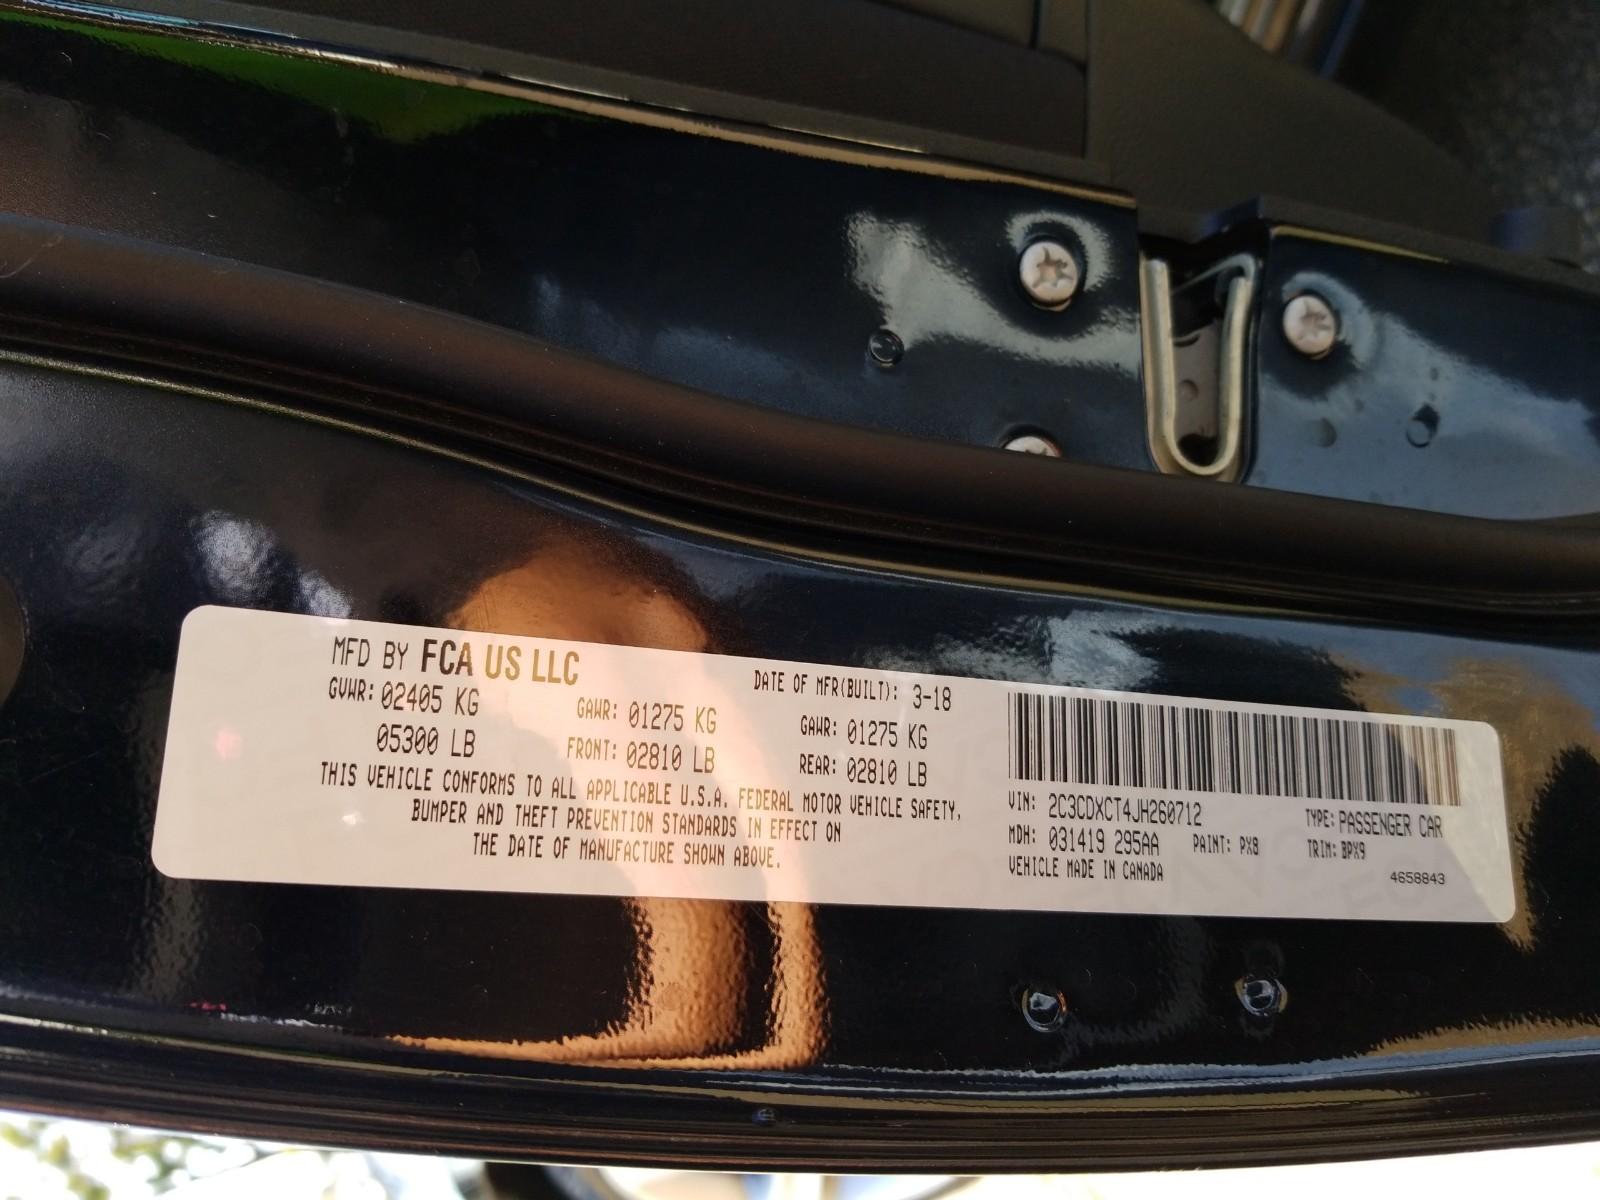 MFD BY FCA US LLC
DATE OF MFR(BUILT): 3-18
GVWR: 02405 KG
05300 LB
GAWR: 01275 KG
FRONT: 02810 LB
GAWR: 01275 KG
REAR: 02810 LB
THIS VEHICLE CONFORMS TO ALL APPLICABLE U.S.A. FEDERAL MOTOR VEHICLE SAFETY,
BUMPER AND THEFT PREVENTION STANDARDS IN EFFECT ON
THE DATE OF MANUFACTURE SHOWN ABOVE.
VIN: 2C3CDXCT4JH260712
TYPE: PASSENGER CAR
MDH: 031419 295AA
PAINT: PX8
TRIM: BPX9
VEHICLE MADE IN CANADA
4658843